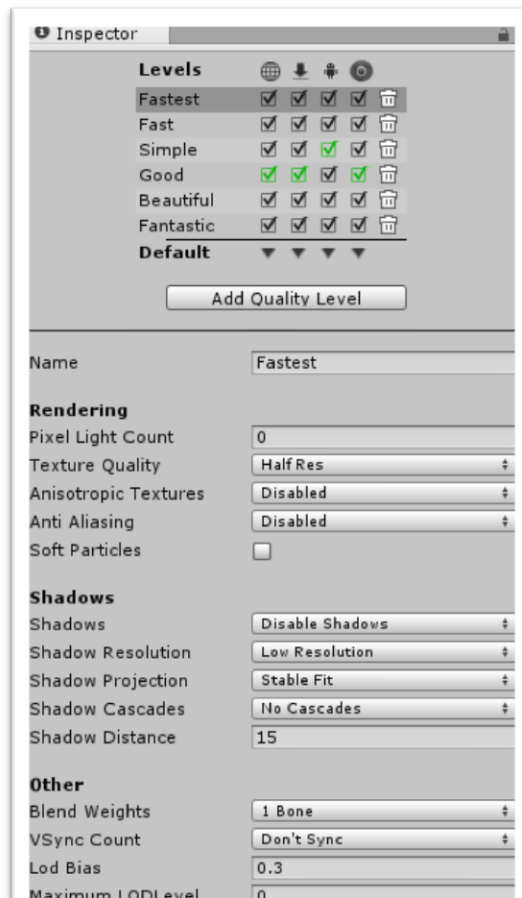 Inspector
Levels
Fastest
Fast
Simple
Good
Beautiful
Fantastic
Default
Add Quality Level
Name Fastest
Rendering
Pixel Light Count 0
Texture Quality Half Res
Anisotropic Textures Disabled
Anti Aliasing Disabled
Soft Particles
Shadows
Shadows Disable Shadows
Shadow Resolution Low Resolution
Shadow Projection Stable Fit
Shadow Cascades No Cascades
Shadow Distance 15
Other
Blend Weights 1 Bone
VSync Count Don't Sync
Lod Bias 0.3
Maximum LODLevel 0